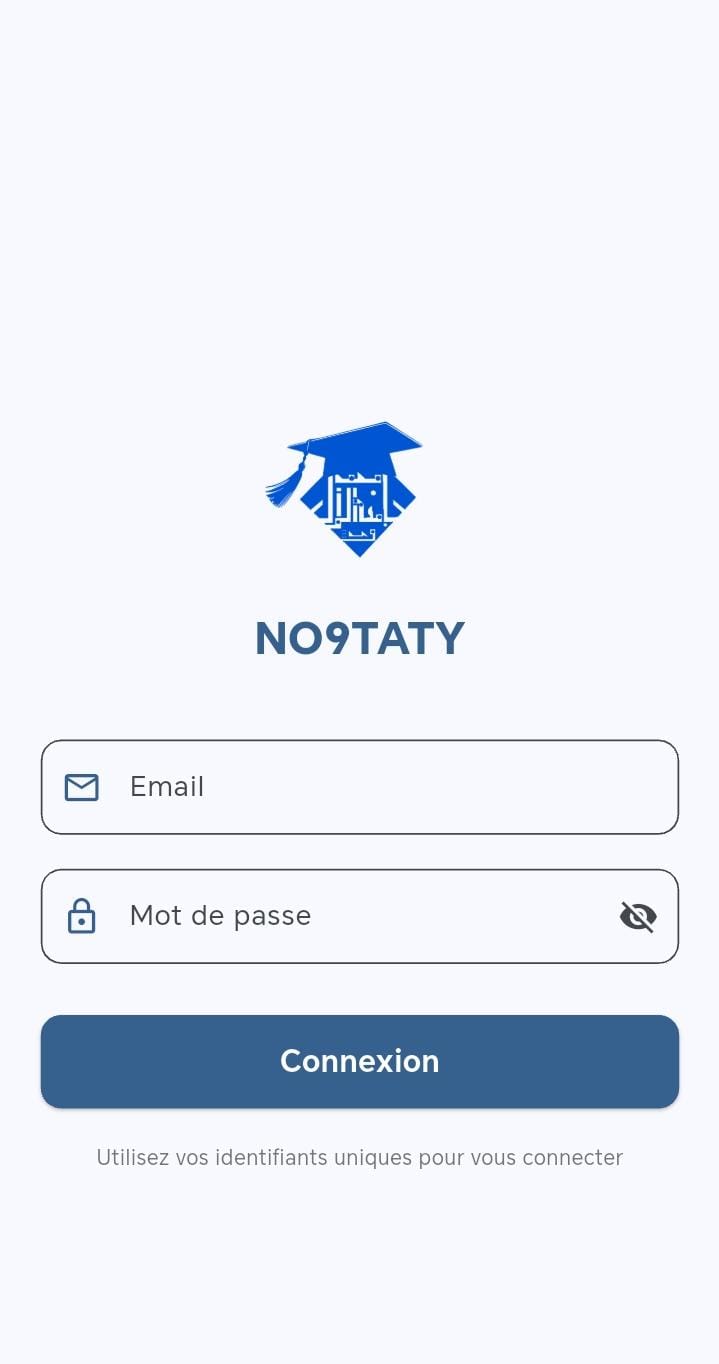 NO9TATY
Email
Mot de passe
Connexion
Utilisez vos identifiants uniques pour vous connecter